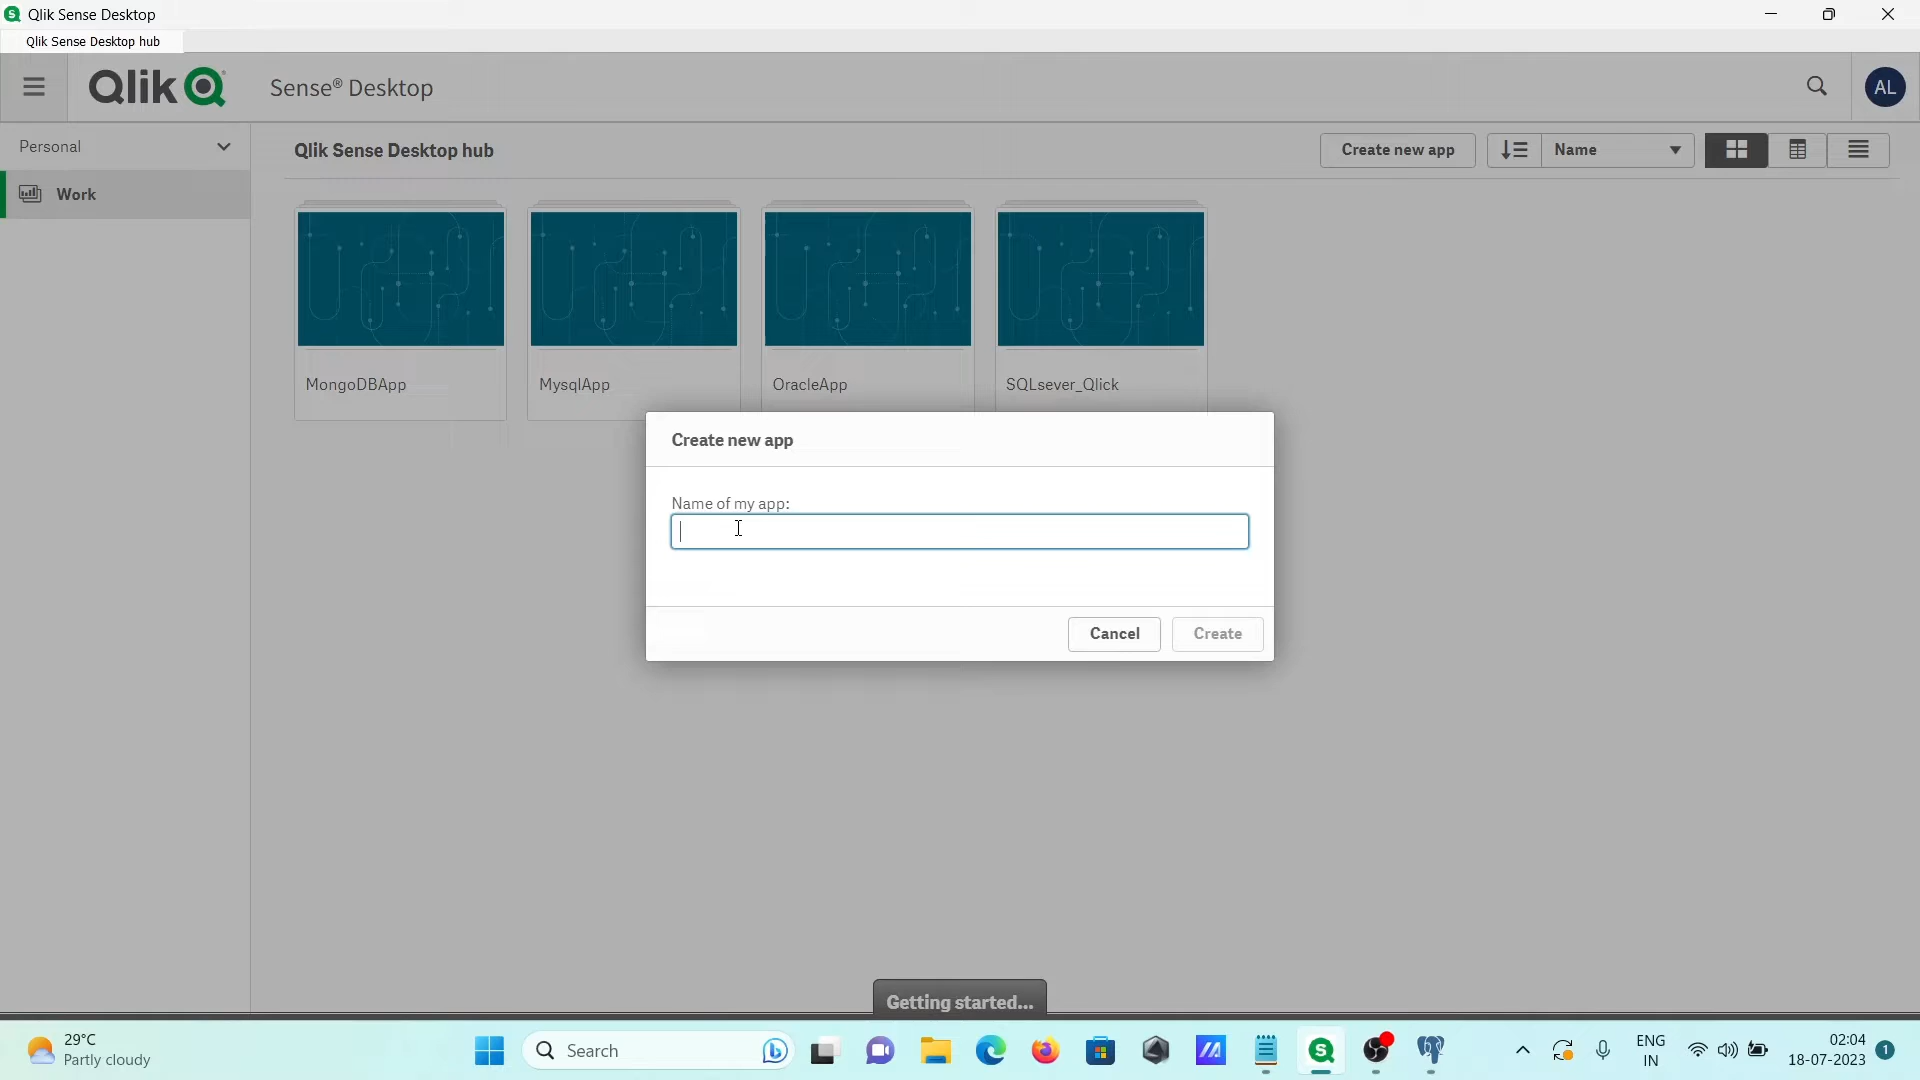 Qlik Sense Desktop
Qlik Sense Desktop hub
Qlik Sense® Desktop
AL
Personal
Work
Qlik Sense Desktop hub
Create new app
Name
MongoDBApp
MysqlApp
OracleApp
SQLsever_Qlick
Create new app
Name of my app:
Cancel
Create
Getting started...
29°C
Partly cloudy
Search
ENG
IN
02:04
18-07-2023
1